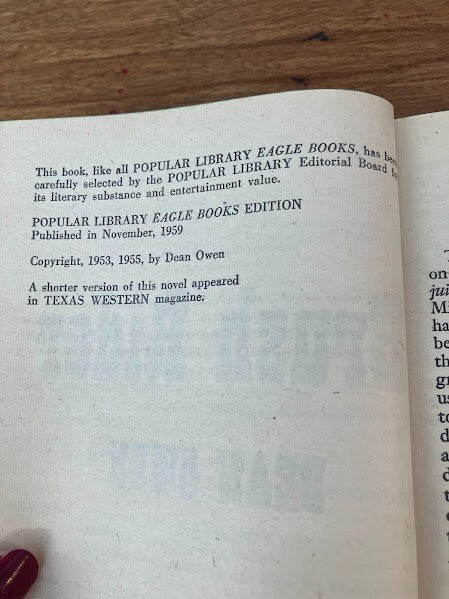 This book, like all POPULAR LIBRARY EAGLE BOOKS, has been
carefully selected by the POPULAR LIBRARY Editorial Board for
its literary substance and entertainment value.
POPULAR LIBRARY EAGLE BOOKS EDITION
Published in November, 1959
Copyright, 1953, 1955, by Dean Owen
A shorter version of this novel appeared
in TEXAS WESTERN magazine.